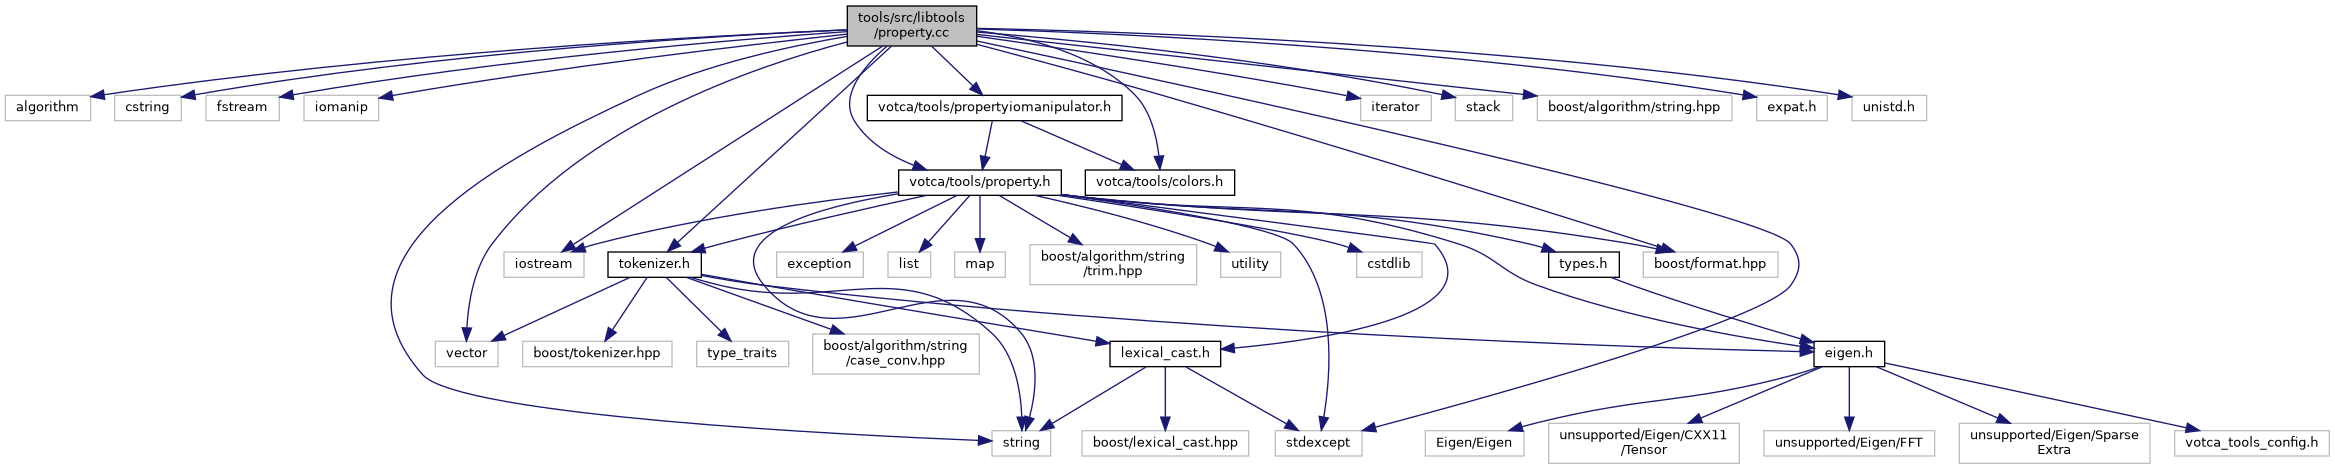 tools/src/libtools
/property.cc
algorithm
cstring
fstream
iomanip
votca/tools/propertyiomanipulator.h
iterator
stack
boost/algorithm/string.hpp
expat.h
unistd.h
votca/tools/property.h
votca/tools/colors.h
iostream
tokenizer.h
exception
list
map
boost/algorithm/string
/trim.hpp
utility
cstdlib
types.h
boost/format.hpp
vector
boost/tokenizer.hpp
type_traits
boost/algorithm/string
/case_conv.hpp
lexical_cast.h
eigen.h
string
boost/lexical_cast.hpp
stdexcept
Eigen/Eigen
unsupported/Eigen/CXX11
/Tensor
unsupported/Eigen/FFT
unsupported/Eigen/Sparse
Extra
votca_tools_config.h